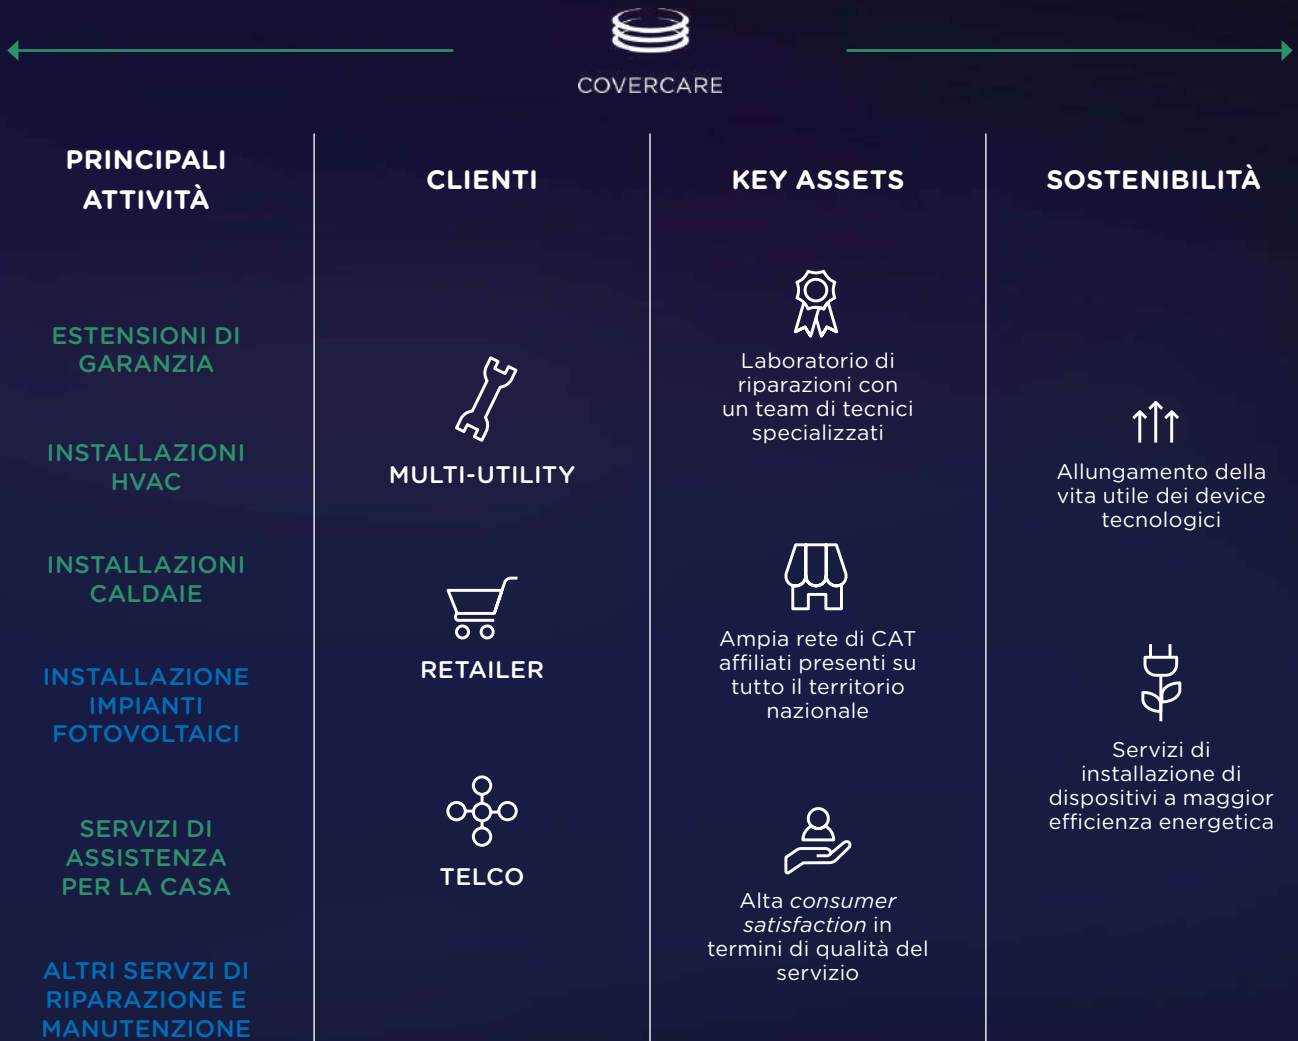 COVERCARE
PRINCIPALI
ATTIVITÀ
ESTENSIONI DI
GARANZIA
INSTALLAZIONI
HVAC
INSTALLAZIONI
CALDAIE
INSTALLAZIONE
IMPIANTI
FOTOVOLTAICI
SERVIZI DI
ASSISTENZA
PER LA CASA
ALTRI SERVZI DI
RIPARAZIONE E
MANUTENZIONE
CLIENTI
MULTI-UTILITY
RETAILER
TELCO
KEY ASSETS
Laboratorio di
riparazioni con
un team di tecnici
specializzati
Ampia rete di CAT
affiliati presenti su
tutto il territorio
nazionale
Alta consumer
satisfaction in
termini di qualità del
servizio
SOSTENIBILITÀ
Allungamento della
vita utile dei device
tecnologici
Servizi di
installazione di
dispositivi a maggior
efficienza energetica